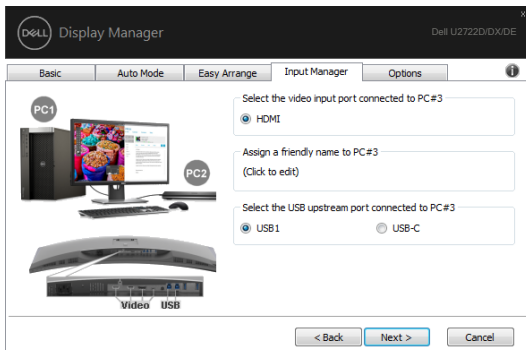 DELL Display Manager
Dell U2722D/DX/DE
Basic
Auto Mode
Easy Arrange
Input Manager
Options
PC1
PC2
Video USB
Select the video input port connected to PC#3
HDMI
Assign a friendly name to PC#3
(Click to edit)
Select the USB upstream port connected to PC#3
USB1
USB-C
< Back
Next >
Cancel